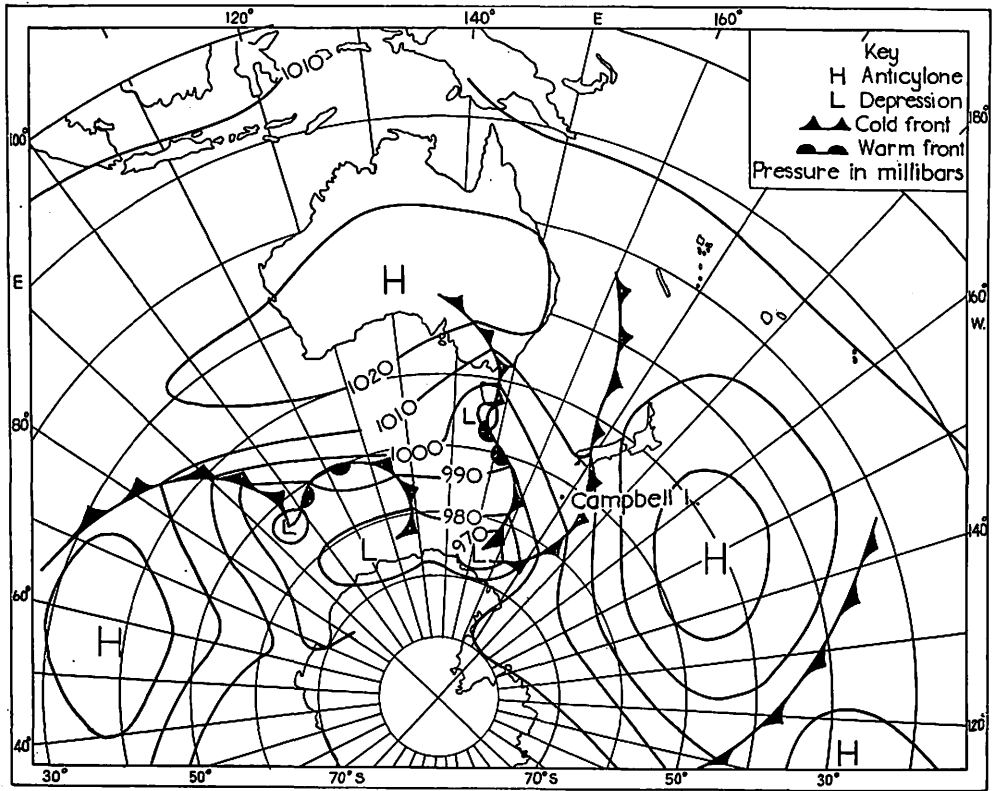 120°
140°
E
160°
Key
H Anticylone
L Depression
Cold front
Warm front
Pressure in millibars
1010
100°
180°
E
H
160°
W.
1020
1010
L
80°
1000
990
Campbell I.
980
970
L
L
L
H
140°
60°
H
120°
40°
H
30°
50°
70°S
70°S
50°
30°